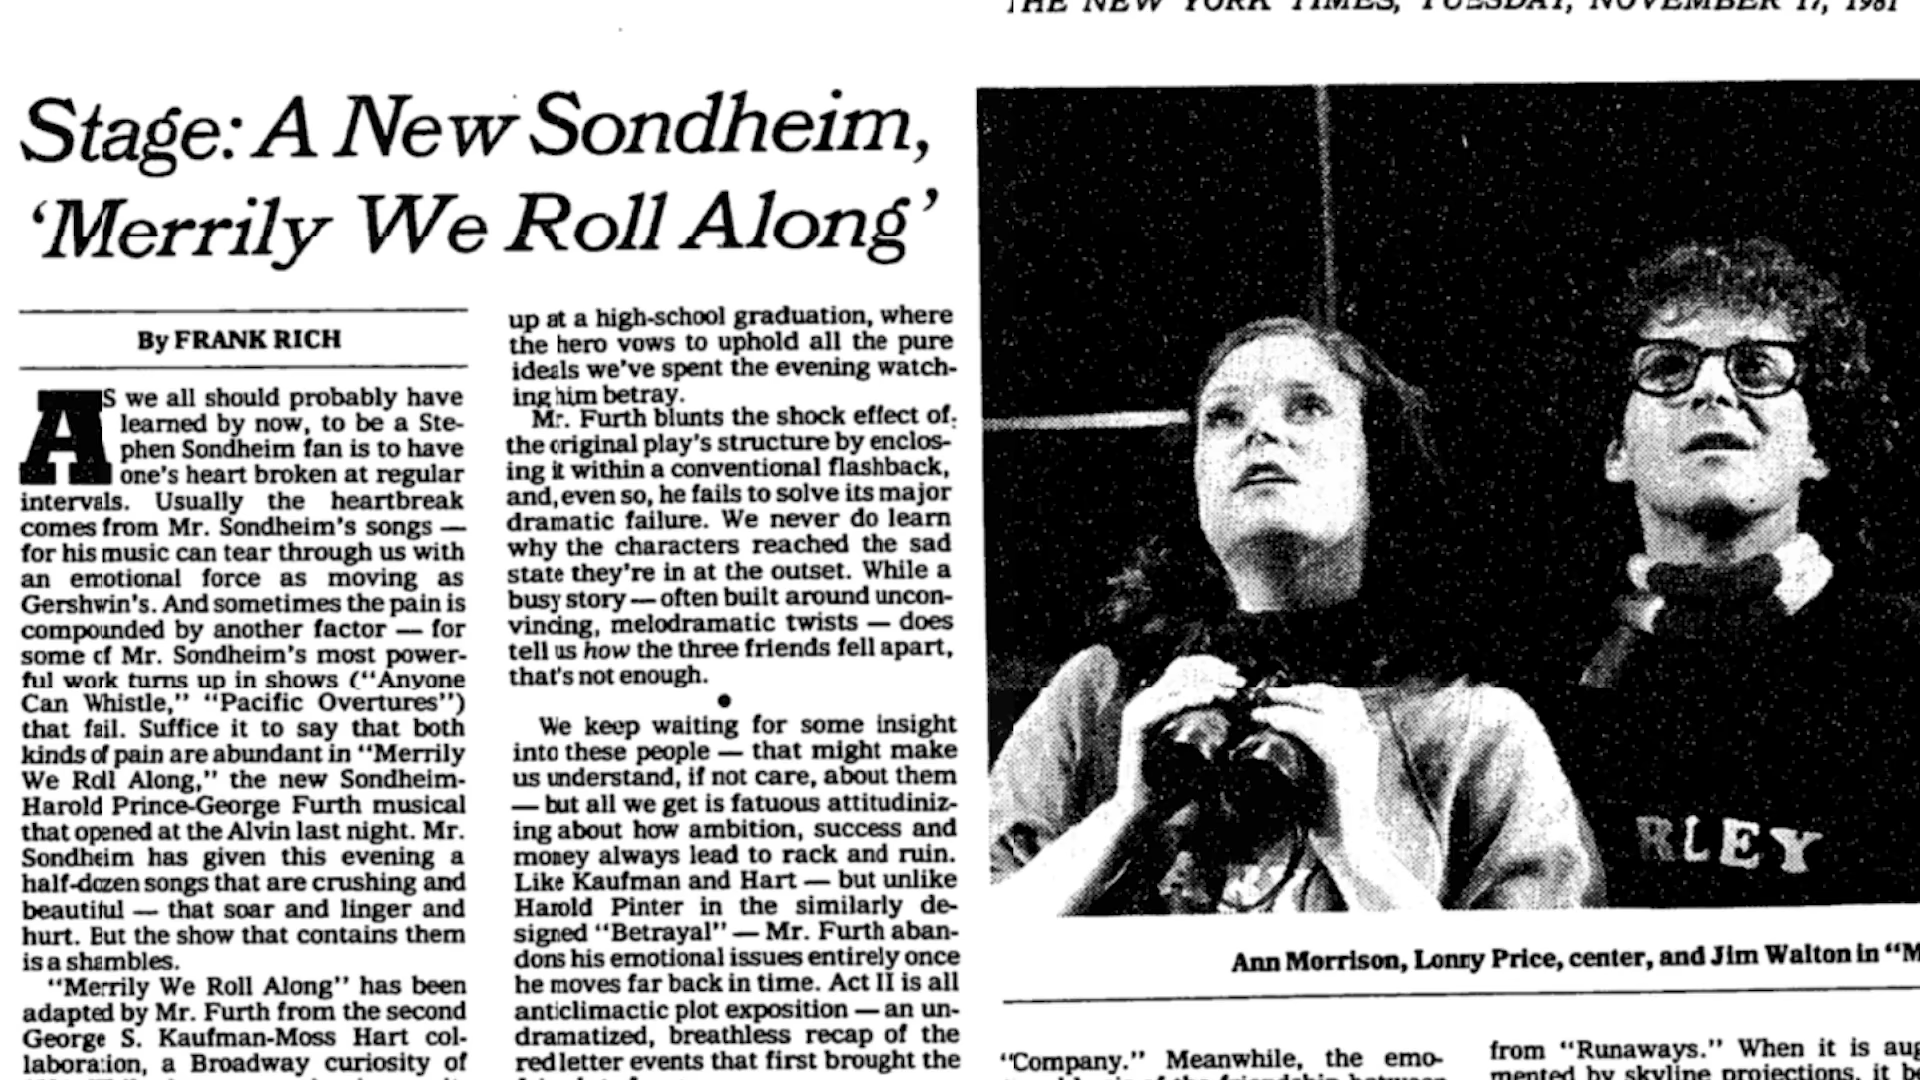 THE NEW YORK TIMES, TUESDAY, NOVEMBER 17, 1981
Stage: A New Sondheim,
‘Merrily We Roll Along’
By FRANK RICH
AS we all should probably have
learned by now, to be a Ste-
phen Sondheim fan is to have
one's heart broken at regular
intervals. Usually the heartbreak
comes from Mr. Sondheim's songs —
for his music can tear through us with
an emotional force as moving as
Gershwin's. And sometimes the pain is
compounded by another factor — for
some of Mr. Sondheim's most power-
ful work turns up in shows (“Anyone
Can Whistle,” “Pacific Overtures”)
that fail. Suffice it to say that both
kinds of pain are abundant in “Merrily
We Roll Along,” the new Sondheim-
Harold Prince-George Furth musical
that opened at the Alvin last night. Mr.
Sondheim has given this evening a
half-dozen songs that are crushing and
beautiful — that soar and linger and
hurt. But the show that contains them
is a shambles.
“Merrily We Roll Along” has been
adapted by Mr. Furth from the second
George S. Kaufman-Moss Hart col-
laboration, a Broadway curiosity of
up at a high-school graduation, where
the hero vows to uphold all the pure
ideals we've spent the evening watch-
ing him betray.
Mr. Furth blunts the shock effect of
the original play's structure by enclos-
ing it within a conventional flashback,
and, even so, he fails to solve its major
dramatic failure. We never do learn
why the characters reached the sad
state they're in at the outset. While a
busy story — often built around uncon-
vincing, melodramatic twists — does
tell us how the three friends fell apart,
that's not enough.
We keep waiting for some insight
into these people — that might make
us understand, if not care, about them
— but all we get is fatuous attitudiniz-
ing about how ambition, success and
money always lead to rack and ruin.
Like Kaufman and Hart — but unlike
Harold Pinter in the similarly de-
signed “Betrayal” — Mr. Furth aban-
dons his emotional issues entirely once
he moves far back in time. Act II is all
anticlimactic plot exposition — an un-
dramatized, breathless recap of the
red letter events that first brought the
RLEY
Ann Morrison, Lonny Price, center, and Jim Walton in “M
“Company.” Meanwhile, the emo-
from “Runaways.” When it is aug
mented by skyline projections, it be